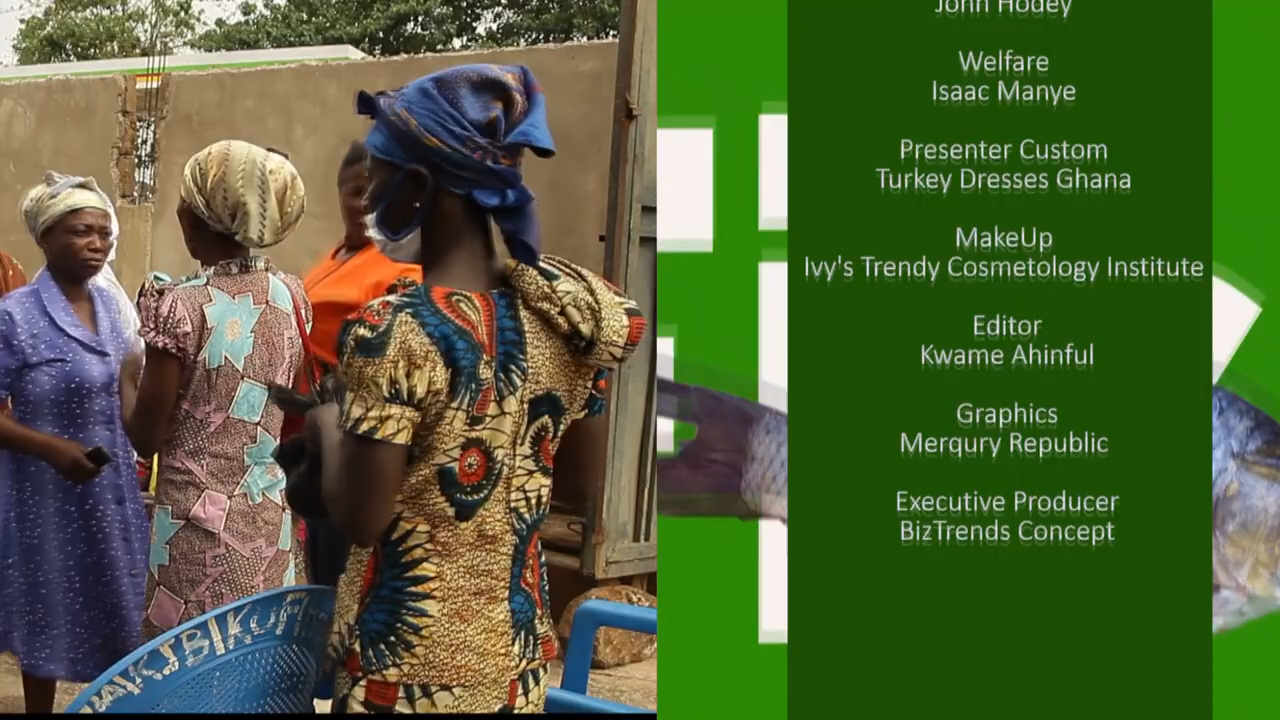 John Hodey
Welfare
Isaac Manye
Presenter Custom
Turkey Dresses Ghana
MakeUp
Ivy's Trendy Cosmetology Institute
Editor
Kwame Ahinful
Graphics
Merqury Republic
Executive Producer
BizTrends Concept